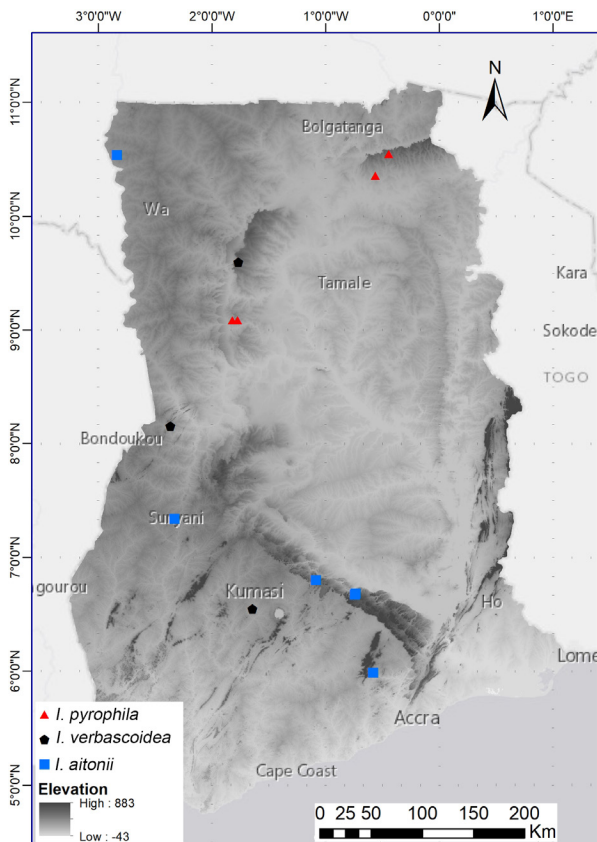 3°0'0"W 2°0'0"W 1°0'0"W 0°0'0"E 1°0'0"E
N
11°0'0"N
Bolgatanga
10°0'0"N
Wa
Tamale
Kara
9°0'0"N
Sokode
TOGO
8°0'0"N
Bondoukou
Sunyani
7°0'0"N
ngourou
Kumasi
Ho
6°0'0"N
Lome
Accra
5°0'0"N
Cape Coast
I. pyrophila
I. verbascoidea
I. aitonii
Elevation
High : 883
Low : -43
0 25 50 100 150 200
Km